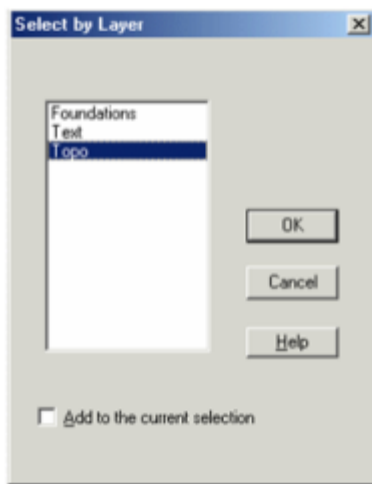 Select by Layer
Foundations
Text
Topo
OK
Cancel
Help
Add to the current selection